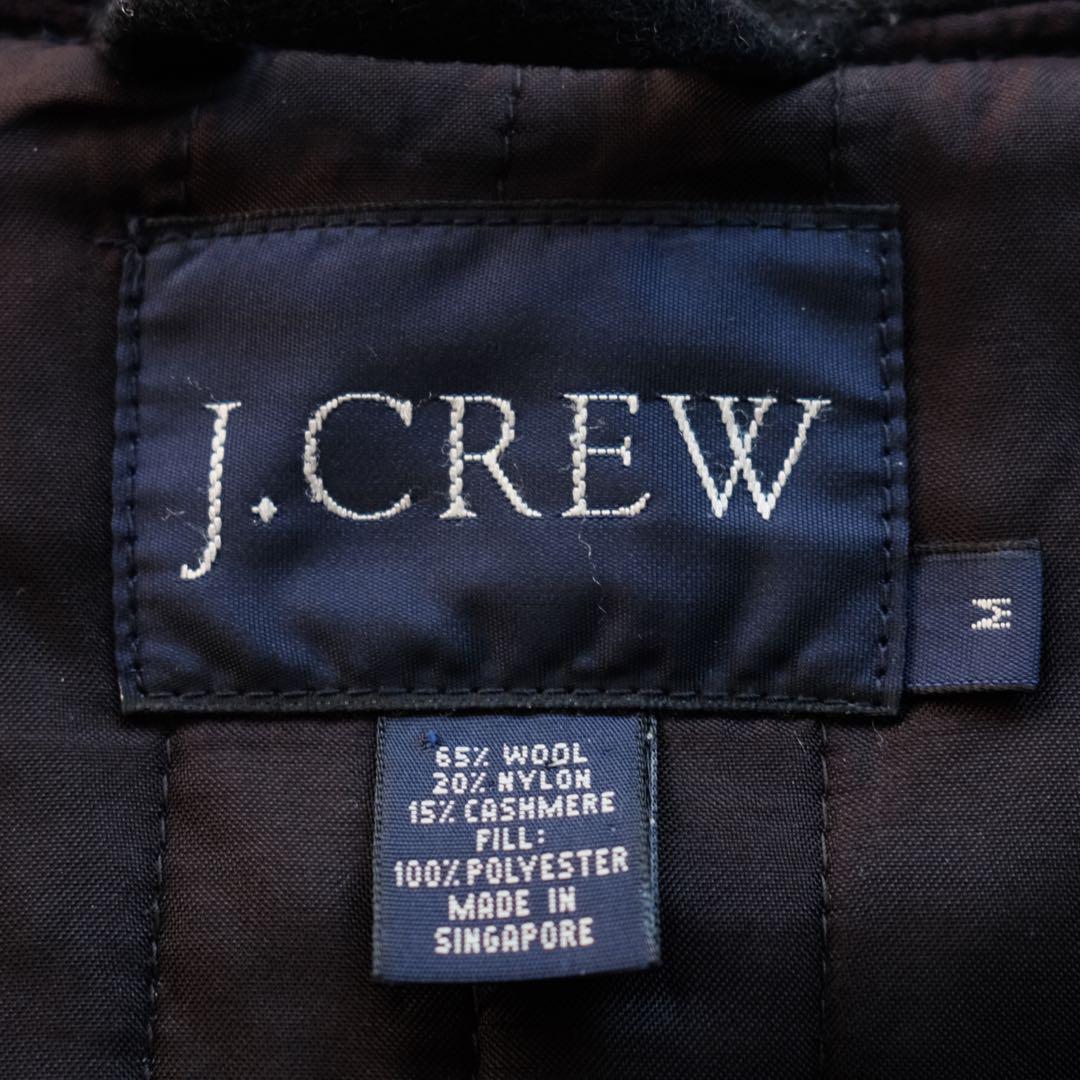 J.CREW
M
65% WOOL
20% NYLON
15% CASHMERE
FILL:
100% POLYESTER
MADE IN
SINGAPORE